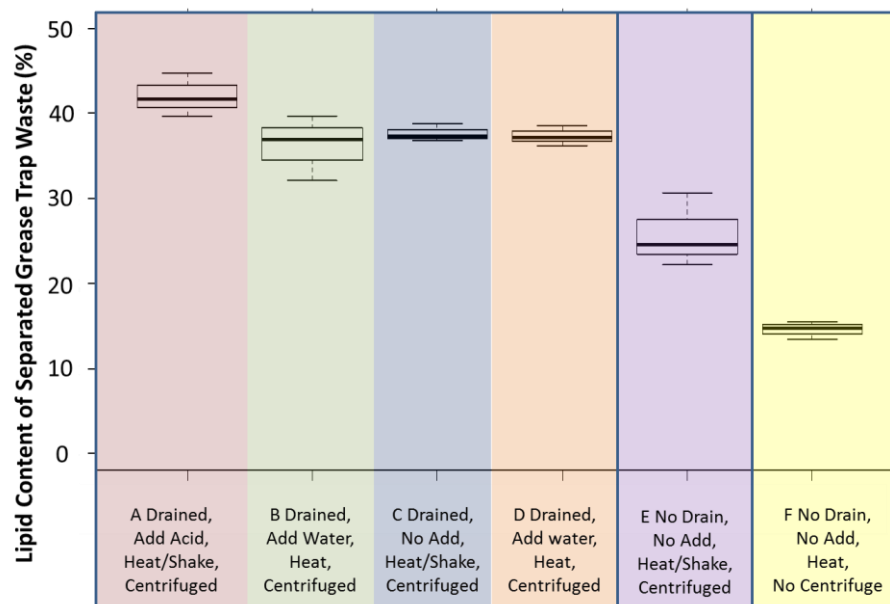 Lipid Content of Separated Grease Trap Waste (%)
50
40
30
20
10
0
A Drained,
Add Acid,
Heat/Shake,
Centrifuged
B Drained,
Add Water,
Heat,
Centrifuged
C Drained,
No Add,
Heat/Shake,
Centrifuged
D Drained,
Add water,
Heat,
Centrifuged
E No Drain,
No Add,
Heat/Shake,
Centrifuged
F No Drain,
No Add,
Heat,
No Centrifuge